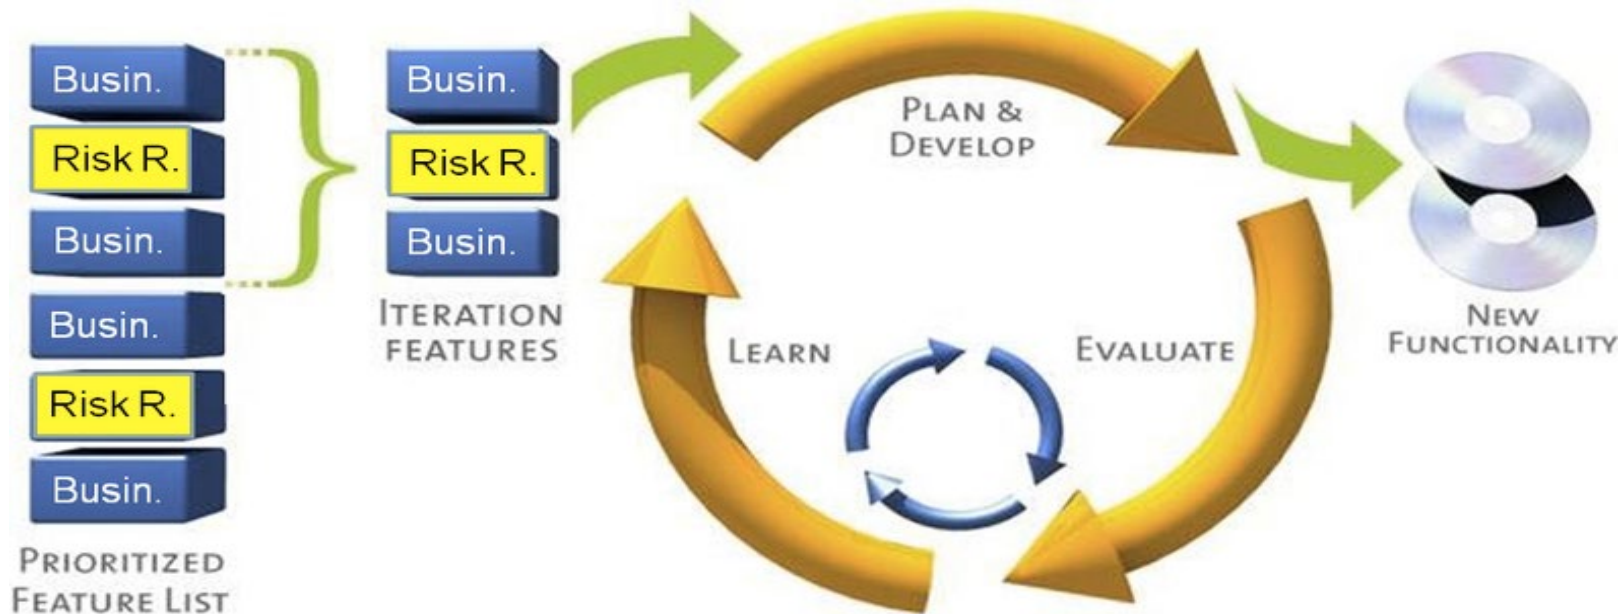 Busin.
Risk R.
Busin.
Busin.
Risk R.
Busin.
PRIORITIZED
FEATURE LIST
Busin.
Risk R.
Busin.
ITERATION
FEATURES
PLAN &
DEVELOP
LEARN
EVALUATE
NEW
FUNCTIONALITY